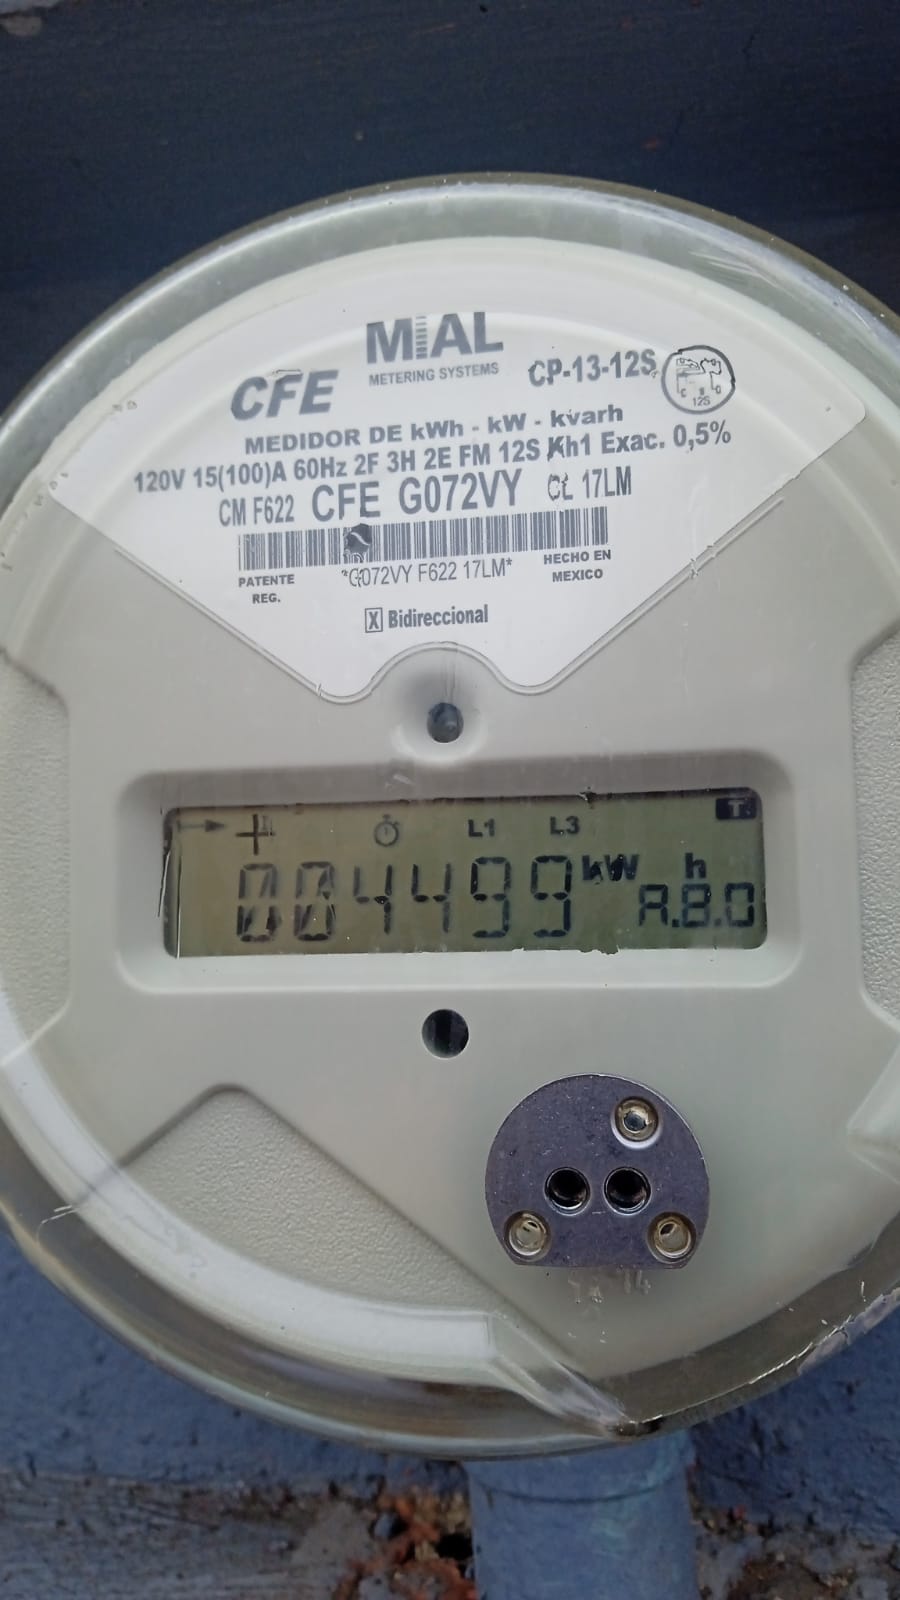 MIAL
METERING SYSTEMS
CFE
CP-13-12S
12S
MEDIDOR DE kWh - kW - kvarh
120V 15(100)A 60Hz 2F 3H 2E FM 12S Kh1 Exac. 0,5%
CM F622 CFE G072VY CL 17LM
PATENTE REG.
*G072VY F622 17LM*
HECHO EN MEXICO
X Bidireccional
L1 L3 T
004499 kW h
A.B.0